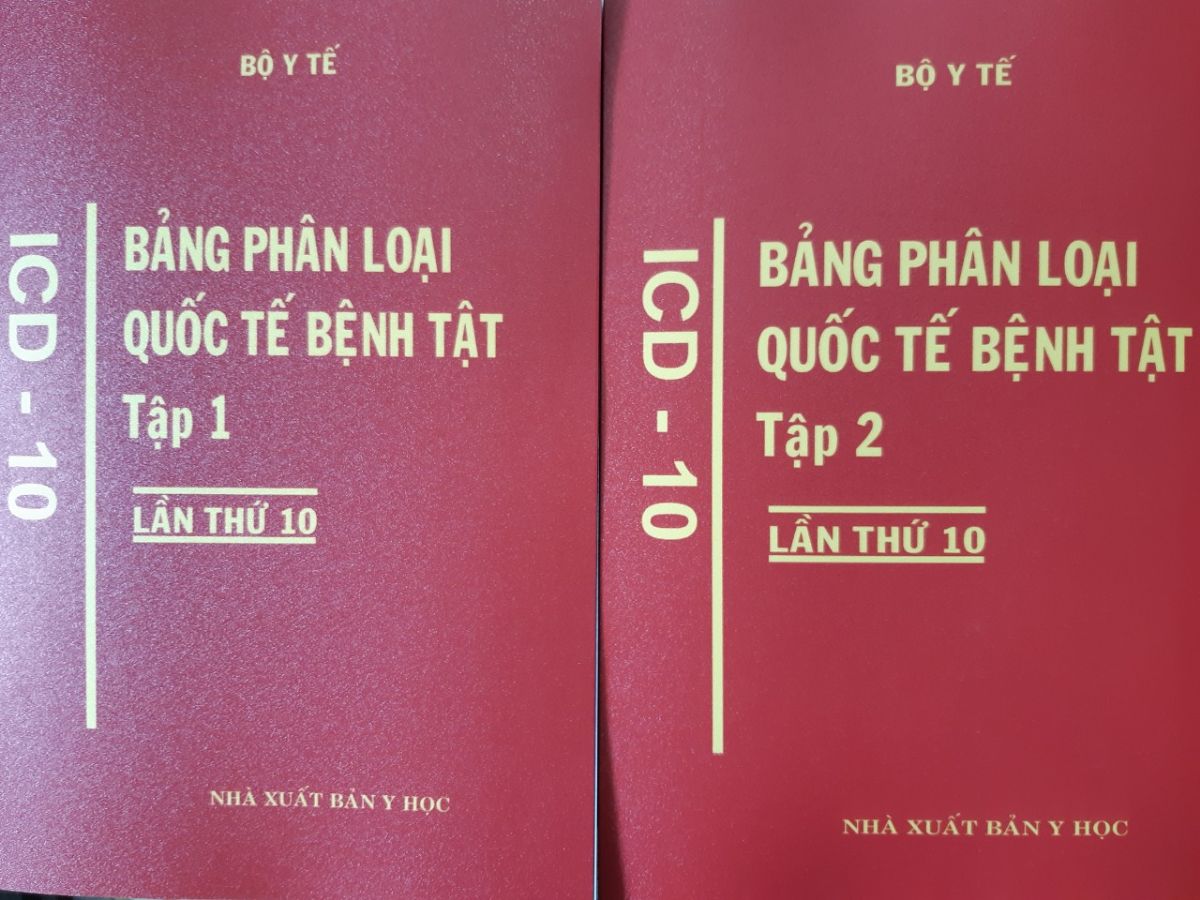 BỘ Y TẾ
ICD - 10
BẢNG PHÂN LOẠI
QUỐC TẾ BỆNH TẬT
Tập 1
LẦN THỨ 10
NHÀ XUẤT BẢN Y HỌC
BỘ Y TẾ
ICD - 10
BẢNG PHÂN LOẠI
QUỐC TẾ BỆNH TẬT
Tập 2
LẦN THỨ 10
NHÀ XUẤT BẢN Y HỌC